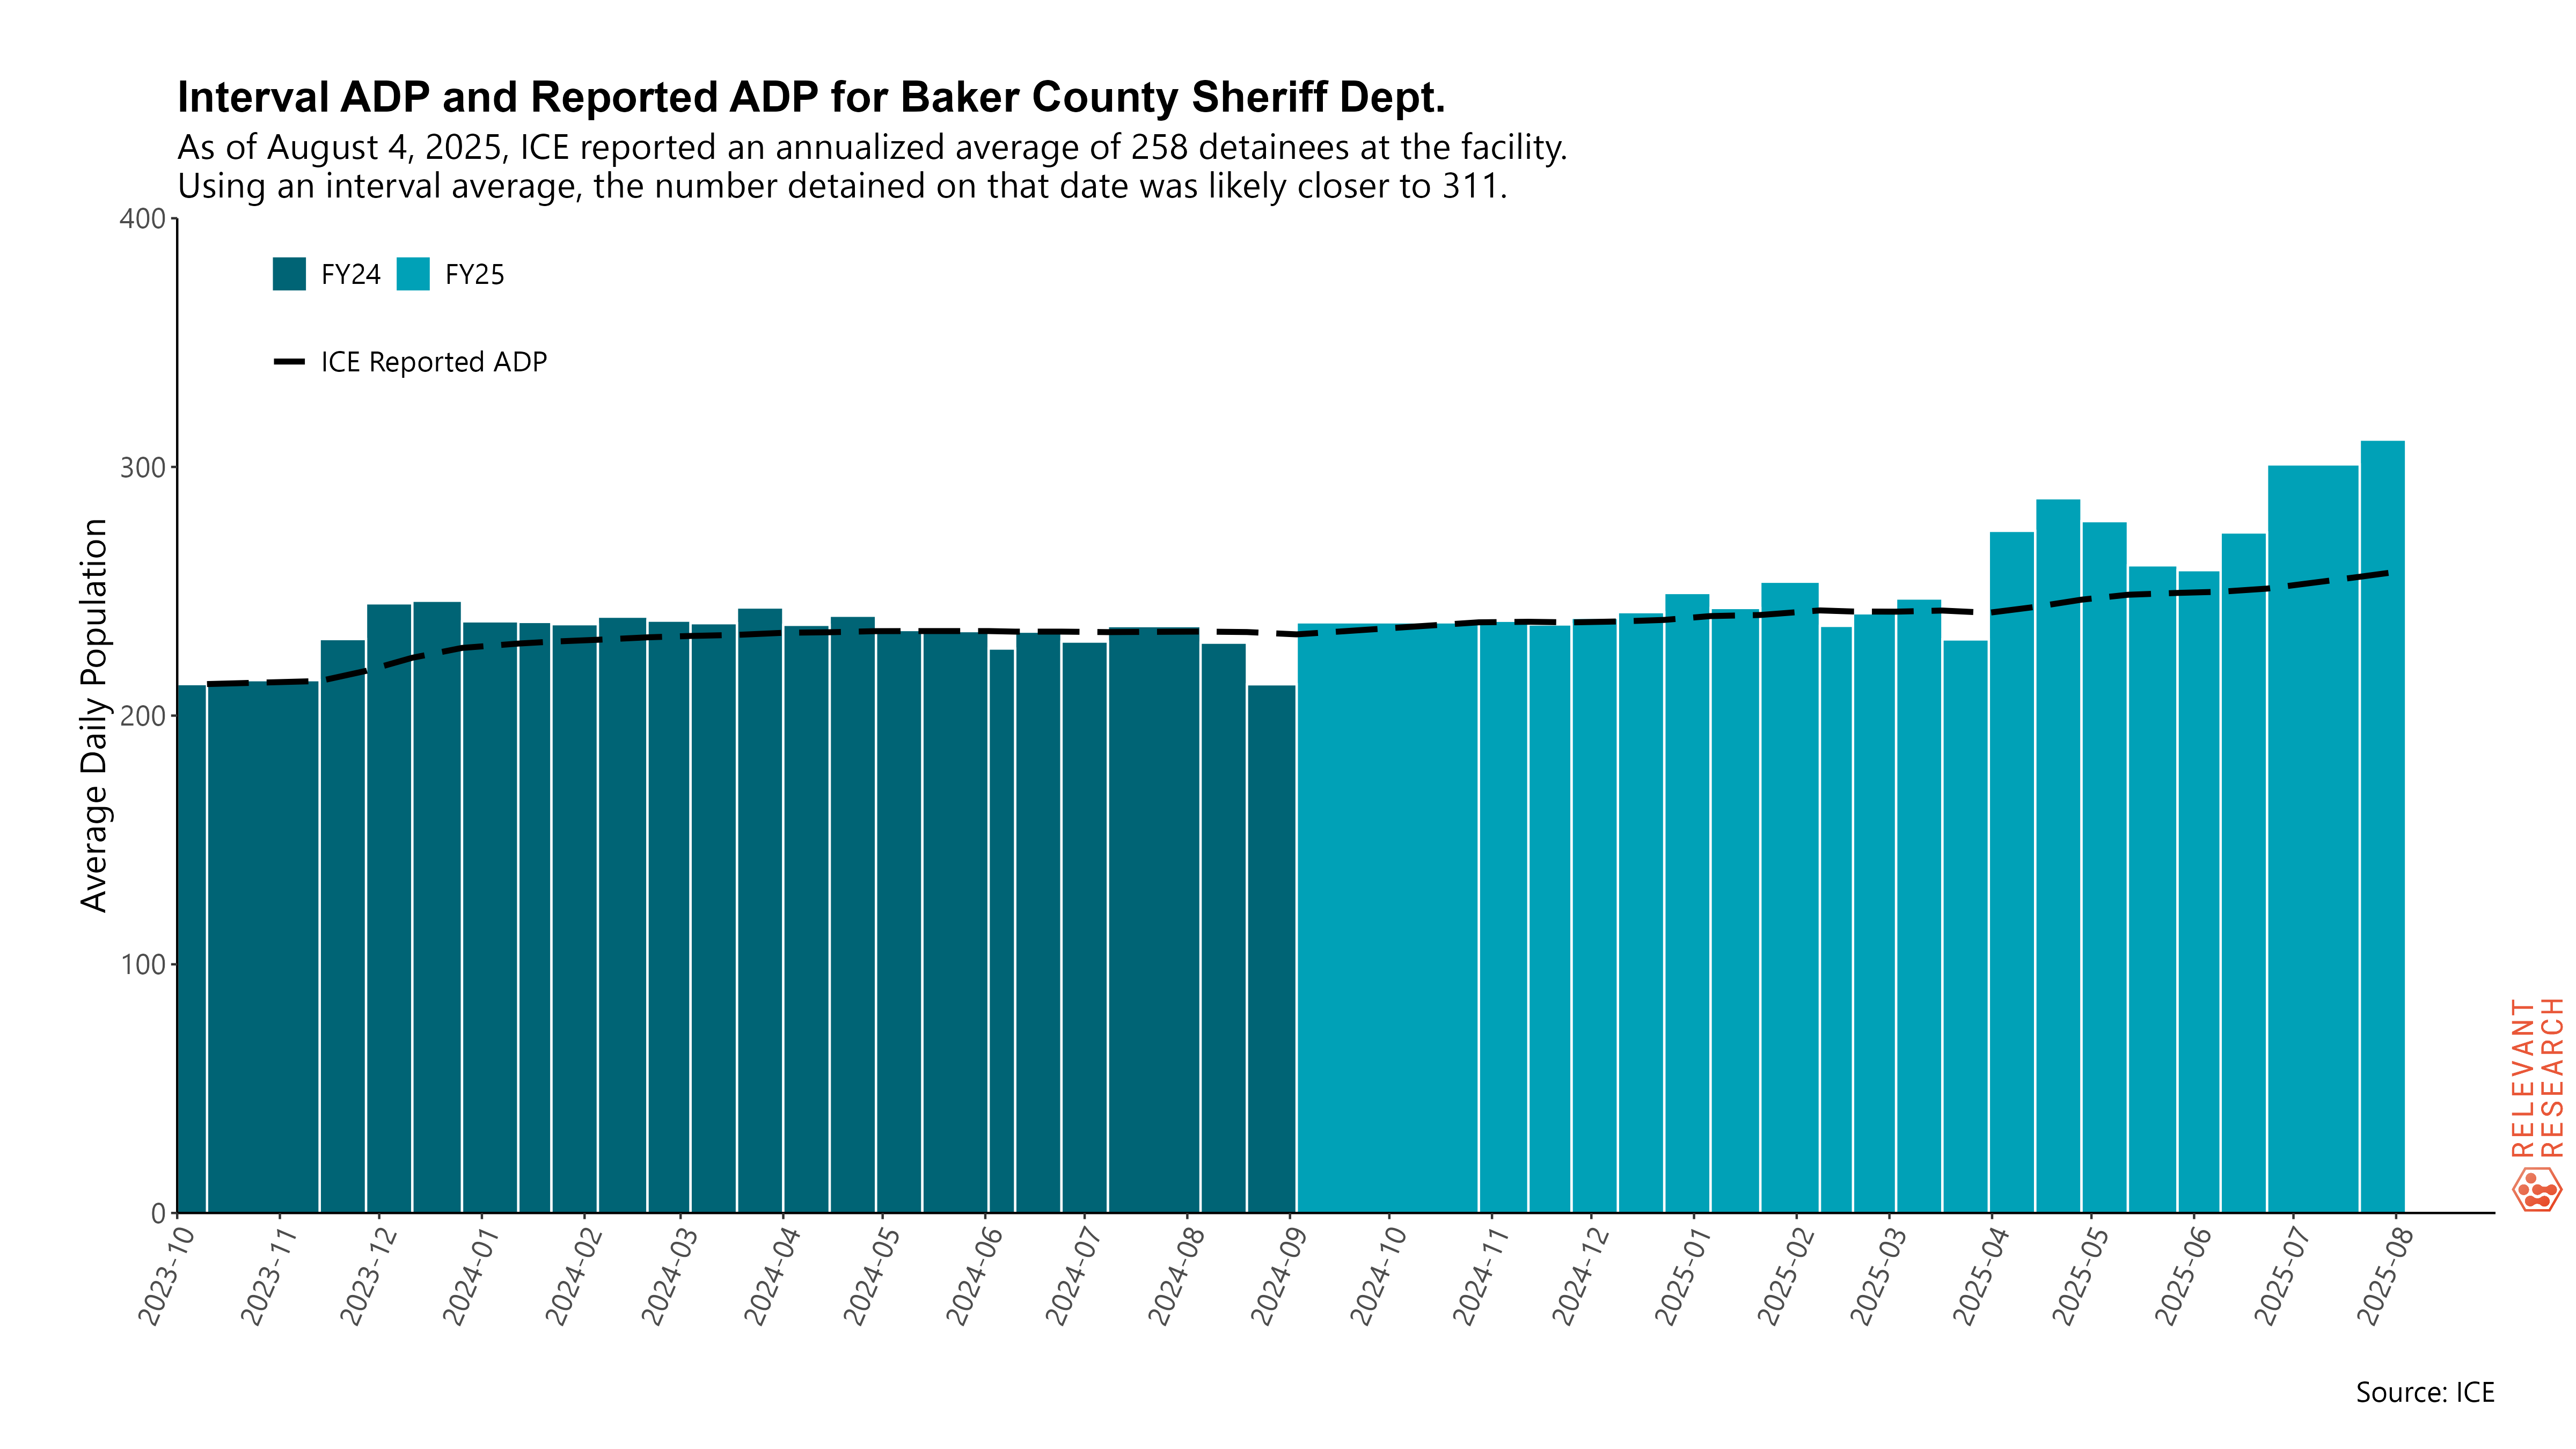 Interval ADP and Reported ADP for Baker County Sheriff Dept.
As of August 4, 2025, ICE reported an annualized average of 258 detainees at the facility.
Using an interval average, the number detained on that date was likely closer to 311.
Average Daily Population
400
300
200
100
0
FY24
FY25
ICE Reported ADP
2023-10
2023-11
2023-12
2024-01
2024-02
2024-03
2024-04
2024-05
2024-06
2024-07
2024-08
2024-09
2024-10
2024-11
2024-12
2025-01
2025-02
2025-03
2025-04
2025-05
2025-06
2025-07
2025-08
RELEVANT
RESEARCH
Source: ICE